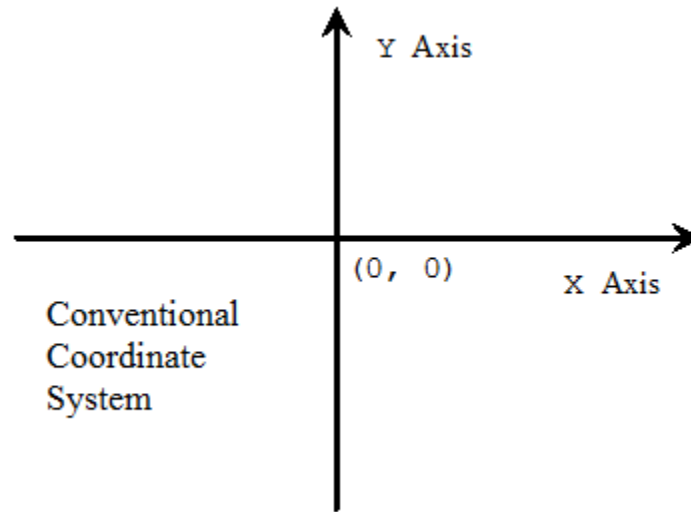 Y Axis
(0, 0)
X Axis
Conventional
Coordinate
System